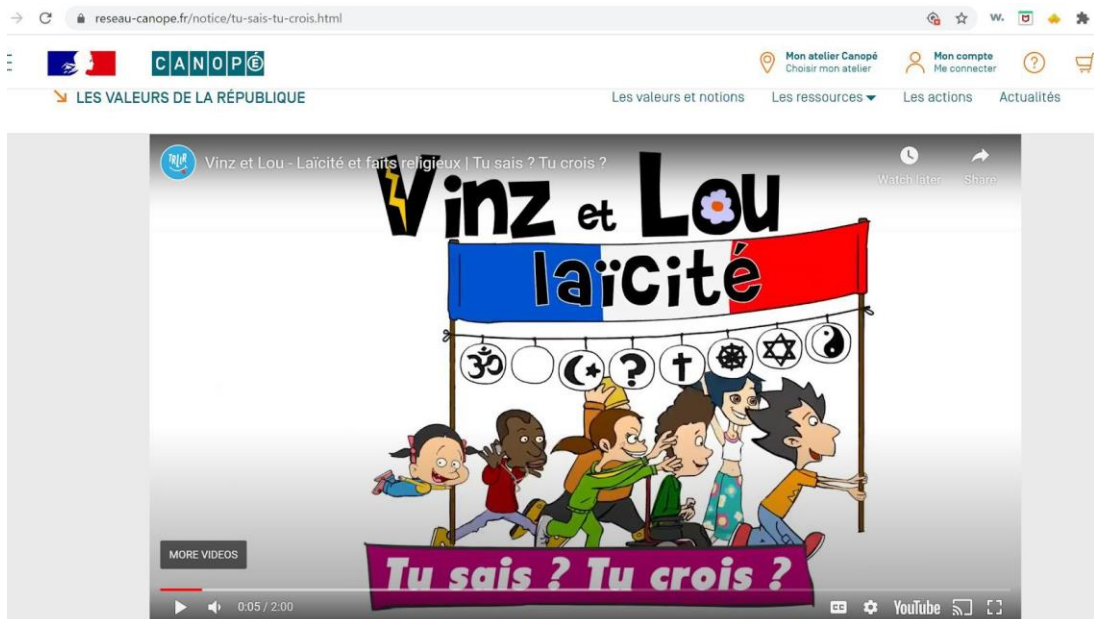 reseau-canope.fr/notice/tu-sais-tu-crois.html
w.
CANOPÉ
Mon atelier Canopé
Choisir mon atelier
Mon compte
Me connecter
?
LES VALEURS DE LA RÉPUBLIQUE
Les valeurs et notions
Les ressources
Les actions
Actualités
Vinz et Lou - Laïcité et faits religieux | Tu sais ? Tu crois ?
Watch later
Share
Vinz et Lou
laïcité
?
MORE VIDEOS
Tu sais ? Tu crois ?
0:05 / 2:00
CC
YouTube